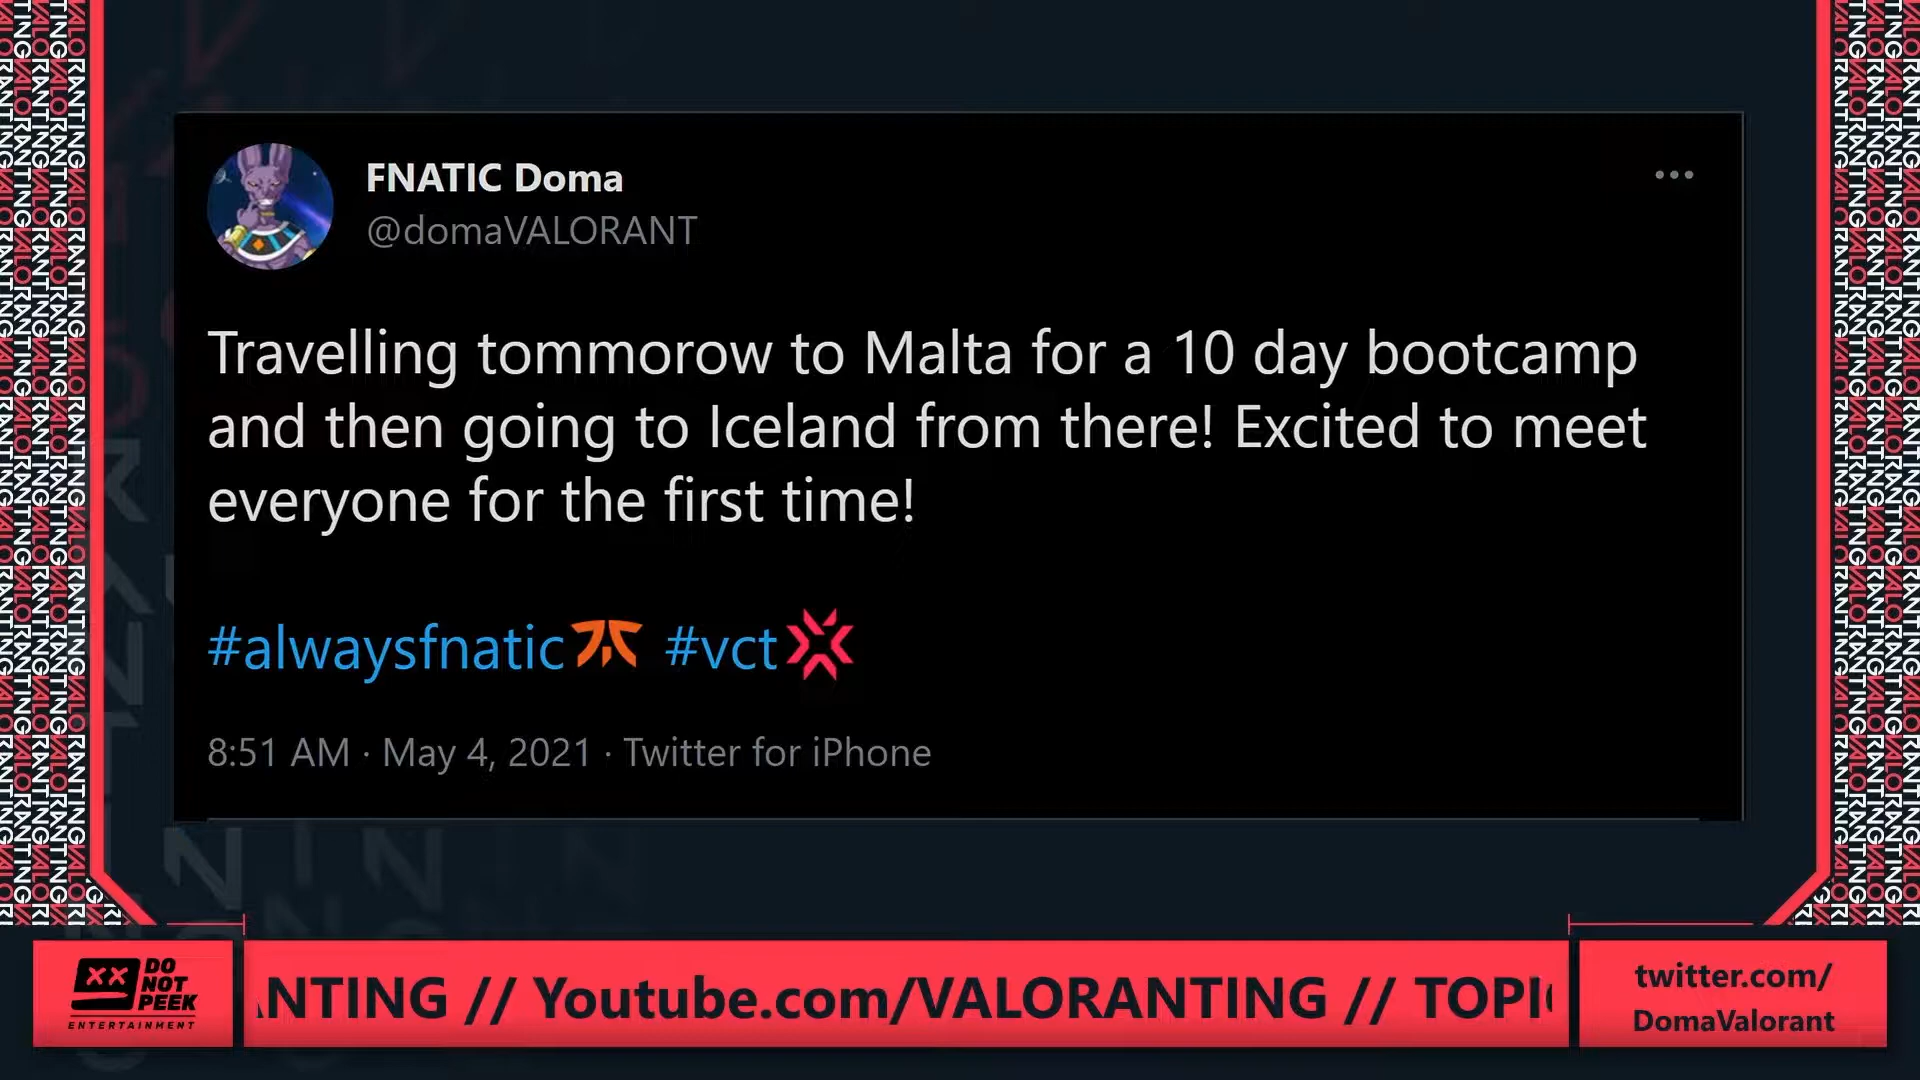 FNATIC Doma
@domaVALORANT
Travelling tommorow to Malta for a 10 day bootcamp
and then going to Iceland from there! Excited to meet
everyone for the first time!
#alwaysfnatic #vct
8:51 AM · May 4, 2021 · Twitter for iPhone
XX DO
NOT
PEEK
ENTERTAINMENT
NTING // Youtube.com/VALORANTING // TOPI
twitter.com/
DomaValorant
VALORANTING